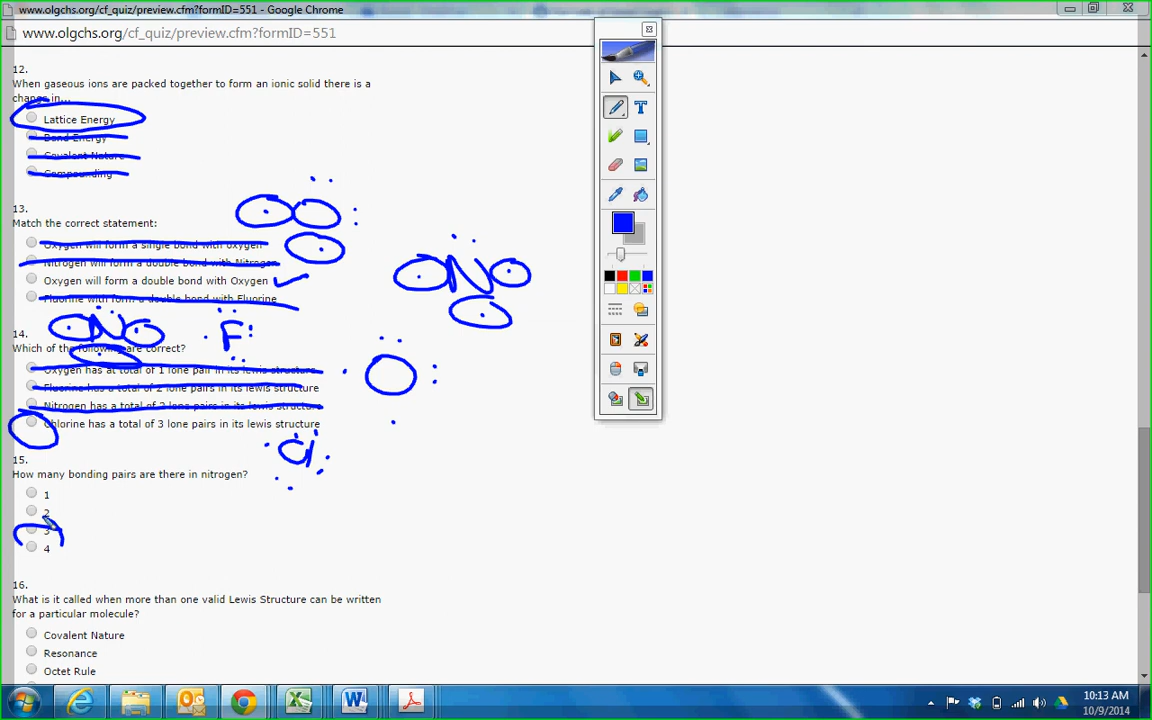 www.olgchs.org/cf_quiz/preview.cfm?formID=551 - Google Chrome
www.olgchs.org/cf_quiz/preview.cfm?formID=551
12.
When gaseous ions are packed together to form an ionic solid there is a
change in...
Lattice Energy
Bond Energy
Covalent Nature
Compounding
13.
Match the correct statement:
Oxygen will form a single bond with oxygen
Nitrogen will form a double bond with Nitrogen
Oxygen will form a double bond with Oxygen
Fluorine with form a double bond with Fluorine
N
N
F
14.
Which of the following are correct?
Oxygen has at total of 1 lone pair in its lewis structure
Fluorine has a total of 2 lone pairs in its lewis structure
Nitrogen has a total of 2 lone pairs in its lewis structure
Chlorine has a total of 3 lone pairs in its lewis structure
Cl
15.
How many bonding pairs are there in nitrogen?
1
2
3
4
16.
What is it called when more than one valid Lewis Structure can be written
for a particular molecule?
Covalent Nature
Resonance
Octet Rule
T
10:13 AM
10/9/2014